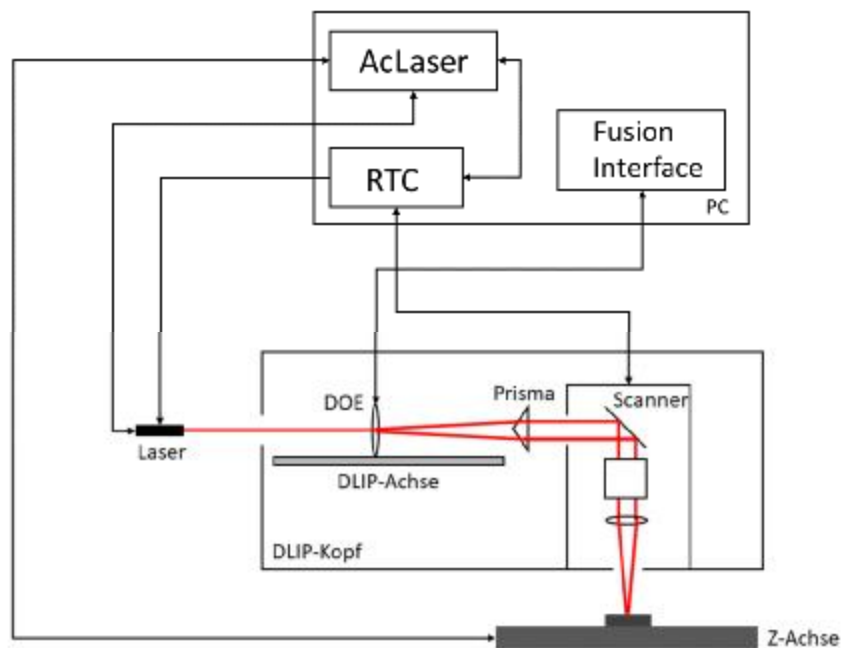 AcLaser
Fusion
Interface
RTC
PC
Prisma
DOE
Scanner
Laser
DLIP-Achse
DLIP-Kopf
Z-Achse